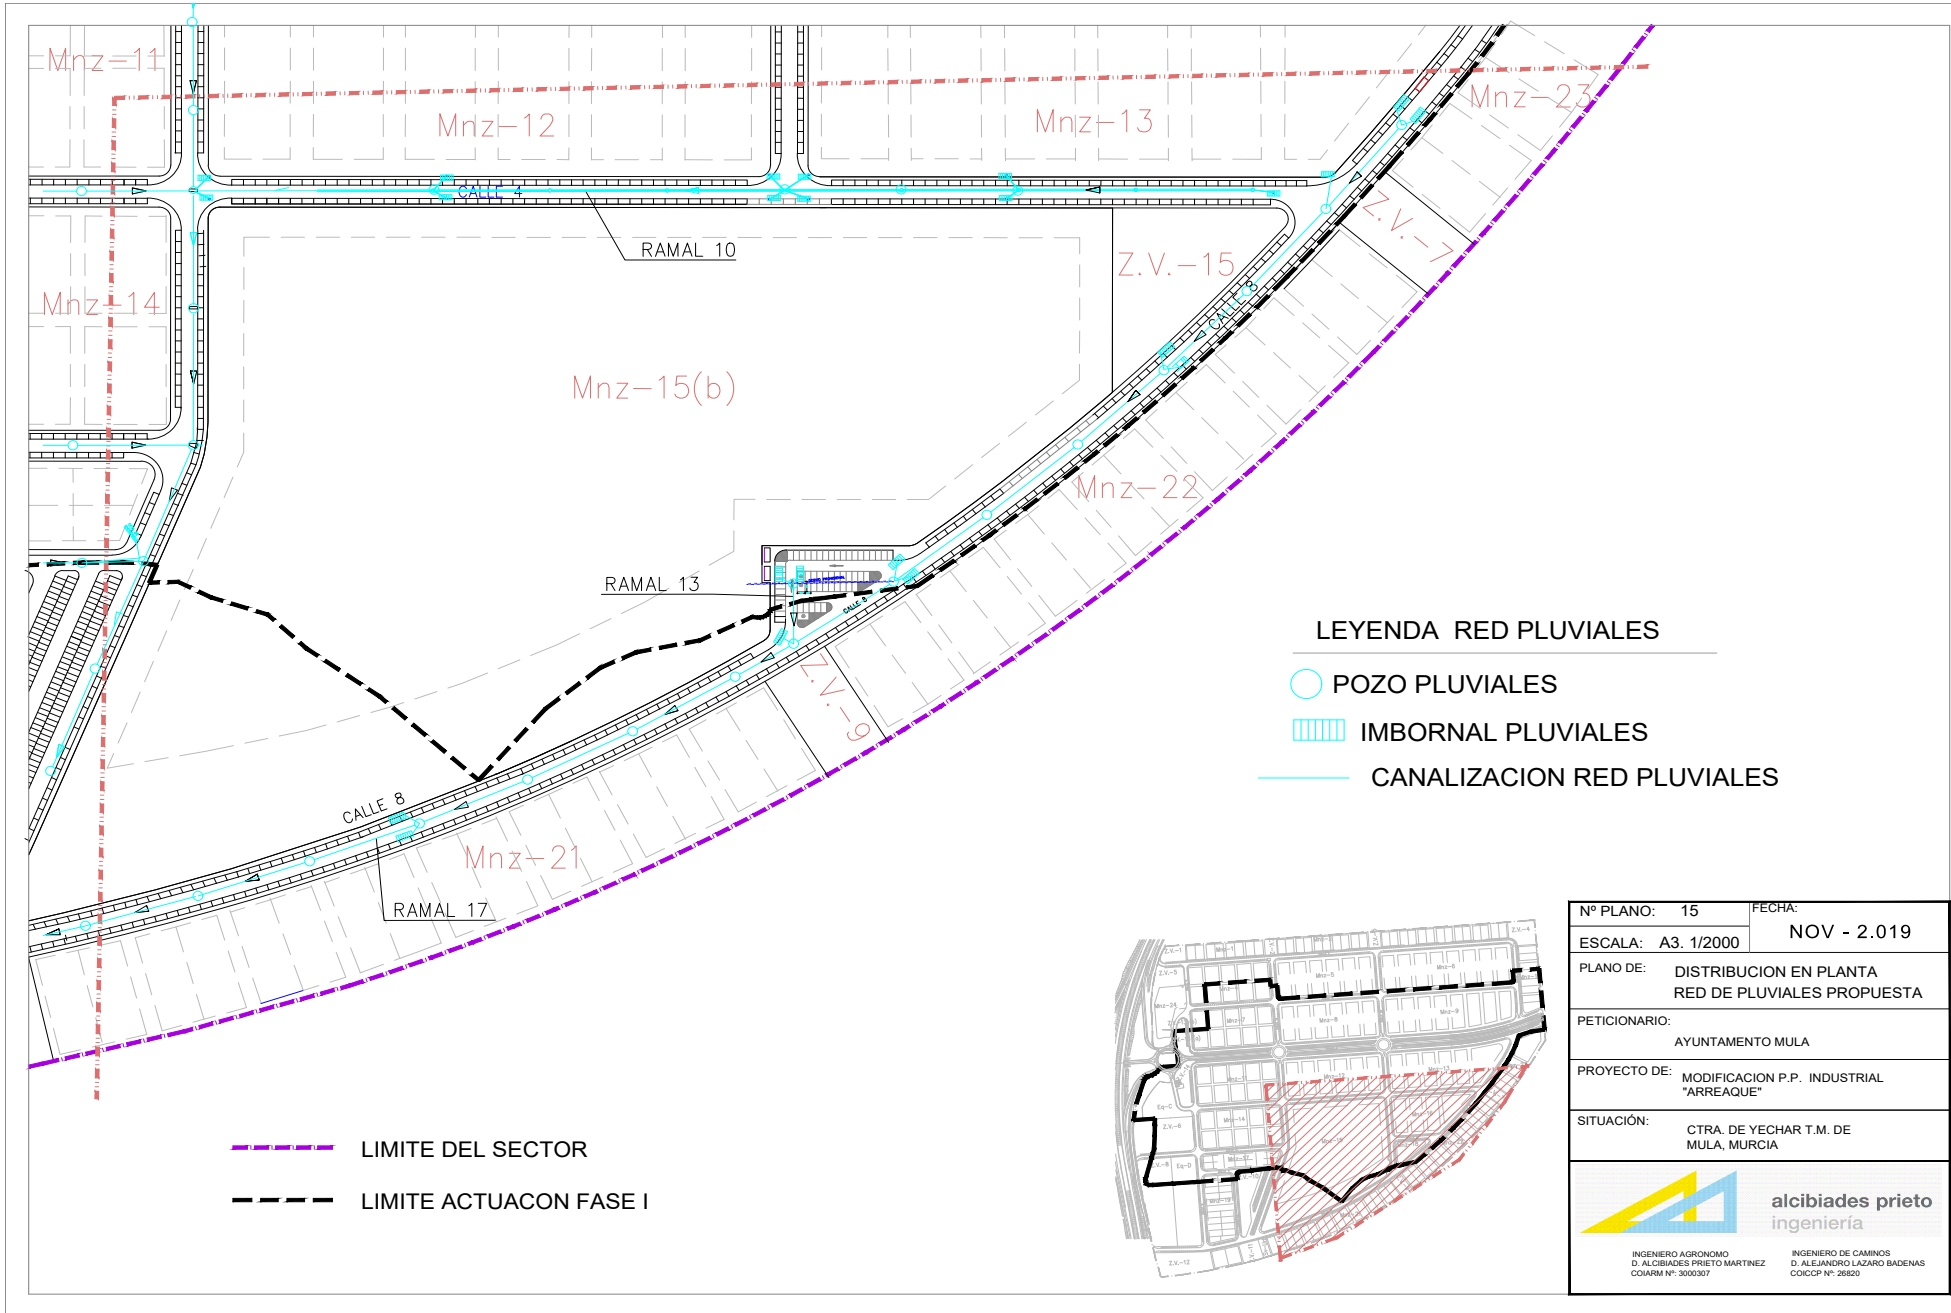 Mnz-11
Mnz-12
Mnz-13
Mnz-23
CALLE 4
RAMAL 10
Z.V.-7
Z.V.-15
Mnz-14
CALLE 8
Mnz-15(b)
Mnz-22
RAMAL 13
CALLE 8
Z.V.-9
LEYENDA RED PLUVIALES
POZO PLUVIALES
IMBORNAL PLUVIALES
CANALIZACION RED PLUVIALES
CALLE 8
Mnz-21
RAMAL 17
LIMITE DEL SECTOR
LIMITE ACTUACON FASE I
Nº PLANO: 15
FECHA:
NOV - 2.019
ESCALA: A3. 1/2000
PLANO DE: DISTRIBUCION EN PLANTA
RED DE PLUVIALES PROPUESTA
PETICIONARIO:
AYUNTAMENTO MULA
PROYECTO DE: MODIFICACION P.P. INDUSTRIAL
"ARREAQUE"
SITUACIÓN:
CTRA. DE YECHAR T.M. DE
MULA, MURCIA
alcibiades prieto
ingeniería
INGENIERO AGRONOMO
D. ALCIBIADES PRIETO MARTINEZ
COIARM Nº: 3000307
INGENIERO DE CAMINOS
D. ALEJANDRO LAZARO BADENAS
COICCP Nº: 26820